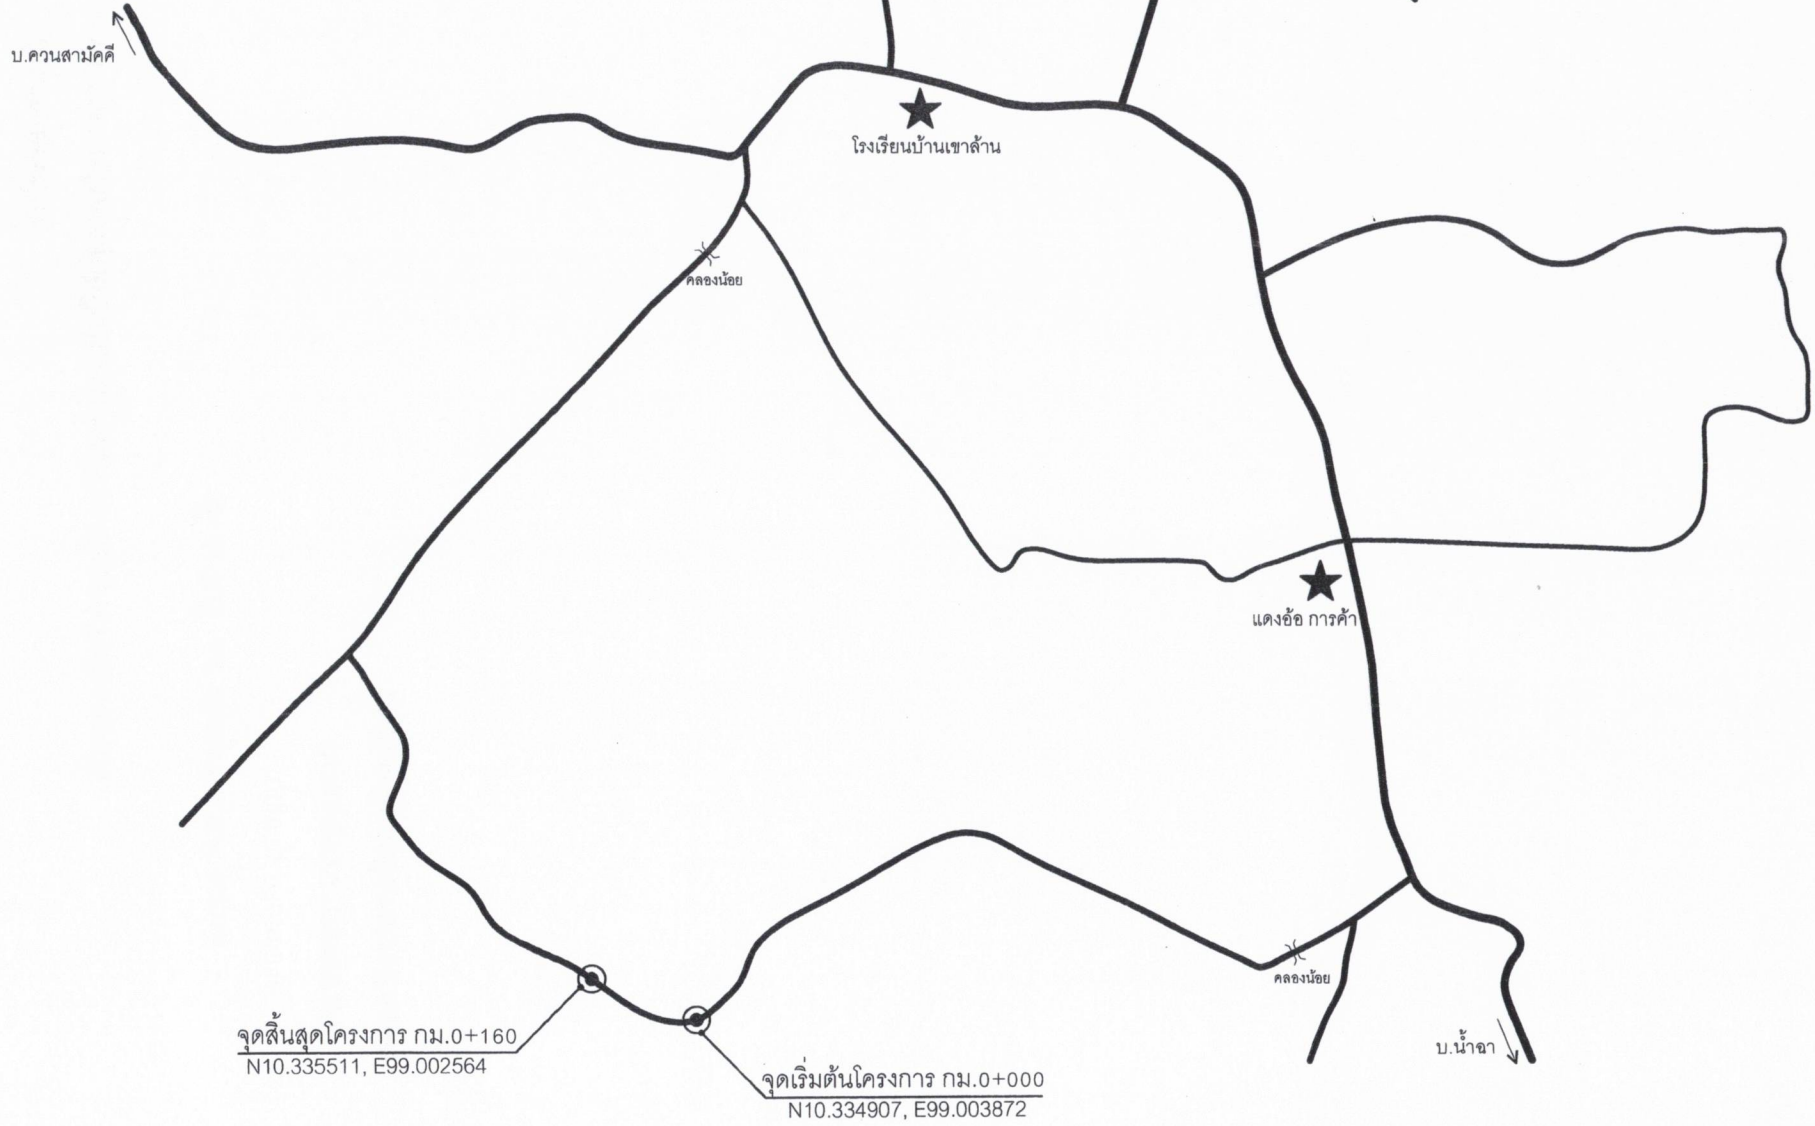 บ.ควนสามัคคี
โรงเรียนบ้านเขาล้าน
คลองน้อย
แดงอ้อ การค้า
คลองน้อย
จุดสิ้นสุดโครงการ กม.0+160
N10.335511, E99.002564
บ.น้ำฉา
จุดเริ่มต้นโครงการ กม.0+000
N10.334907, E99.003872